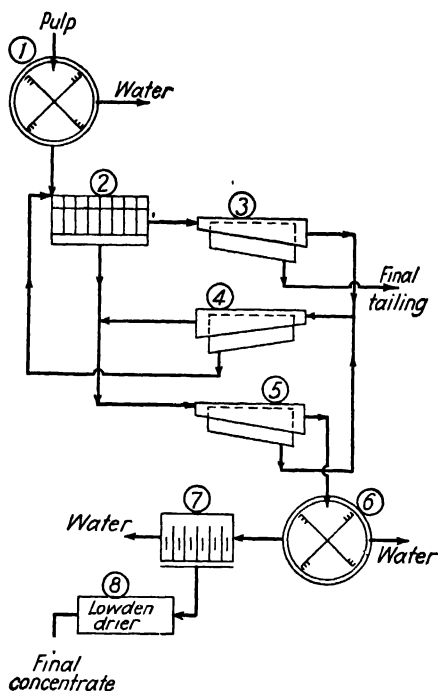 Pulp
1
Water
2
3
Final
tailing
4
5
6
7
Water
Water
8
Lowden
drier
Final
concentrate